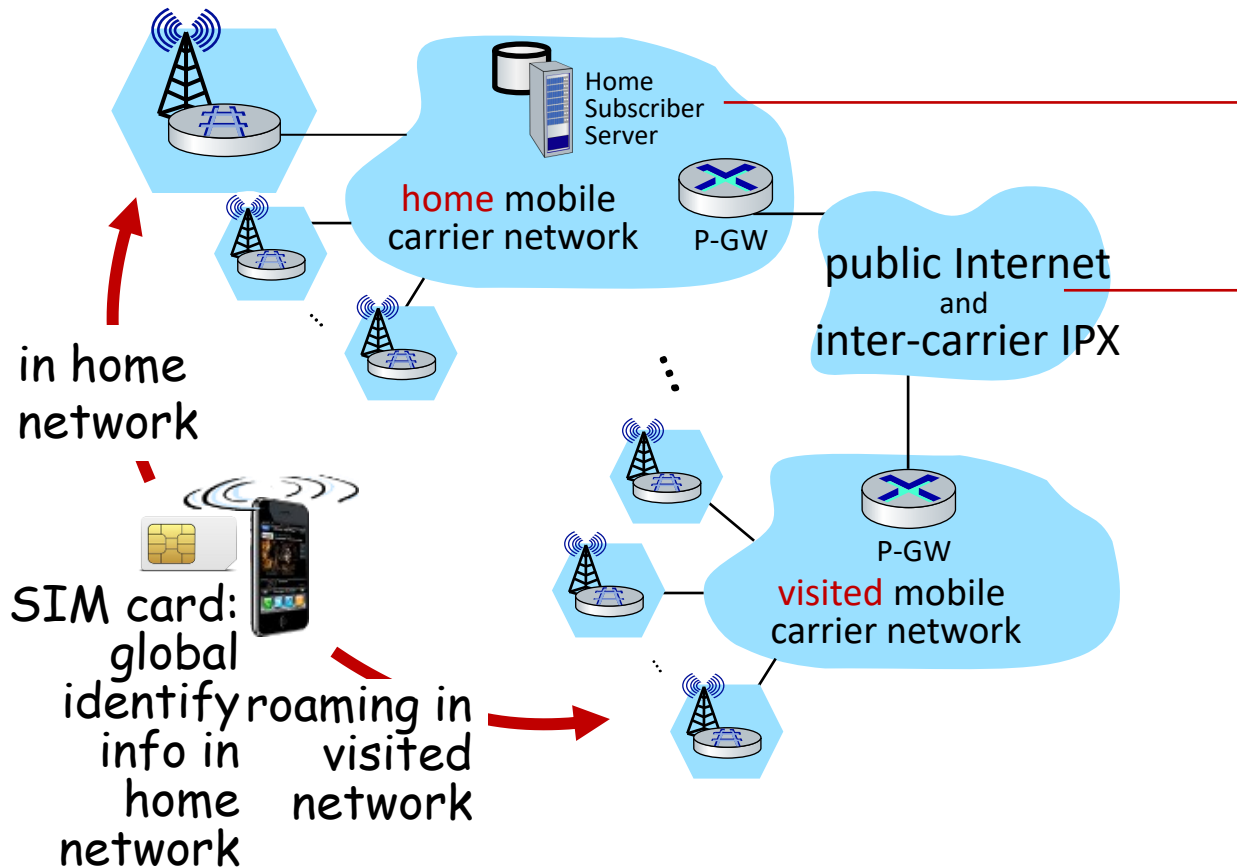 Home
Subscriber
Server
home mobile
carrier network
P-GW
public Internet
and
inter-carrier IPX
...
in home
network
...
P-GW
visited mobile
carrier network
...
SIM card:
global
identify
info in
home
network
roaming in
visited
network